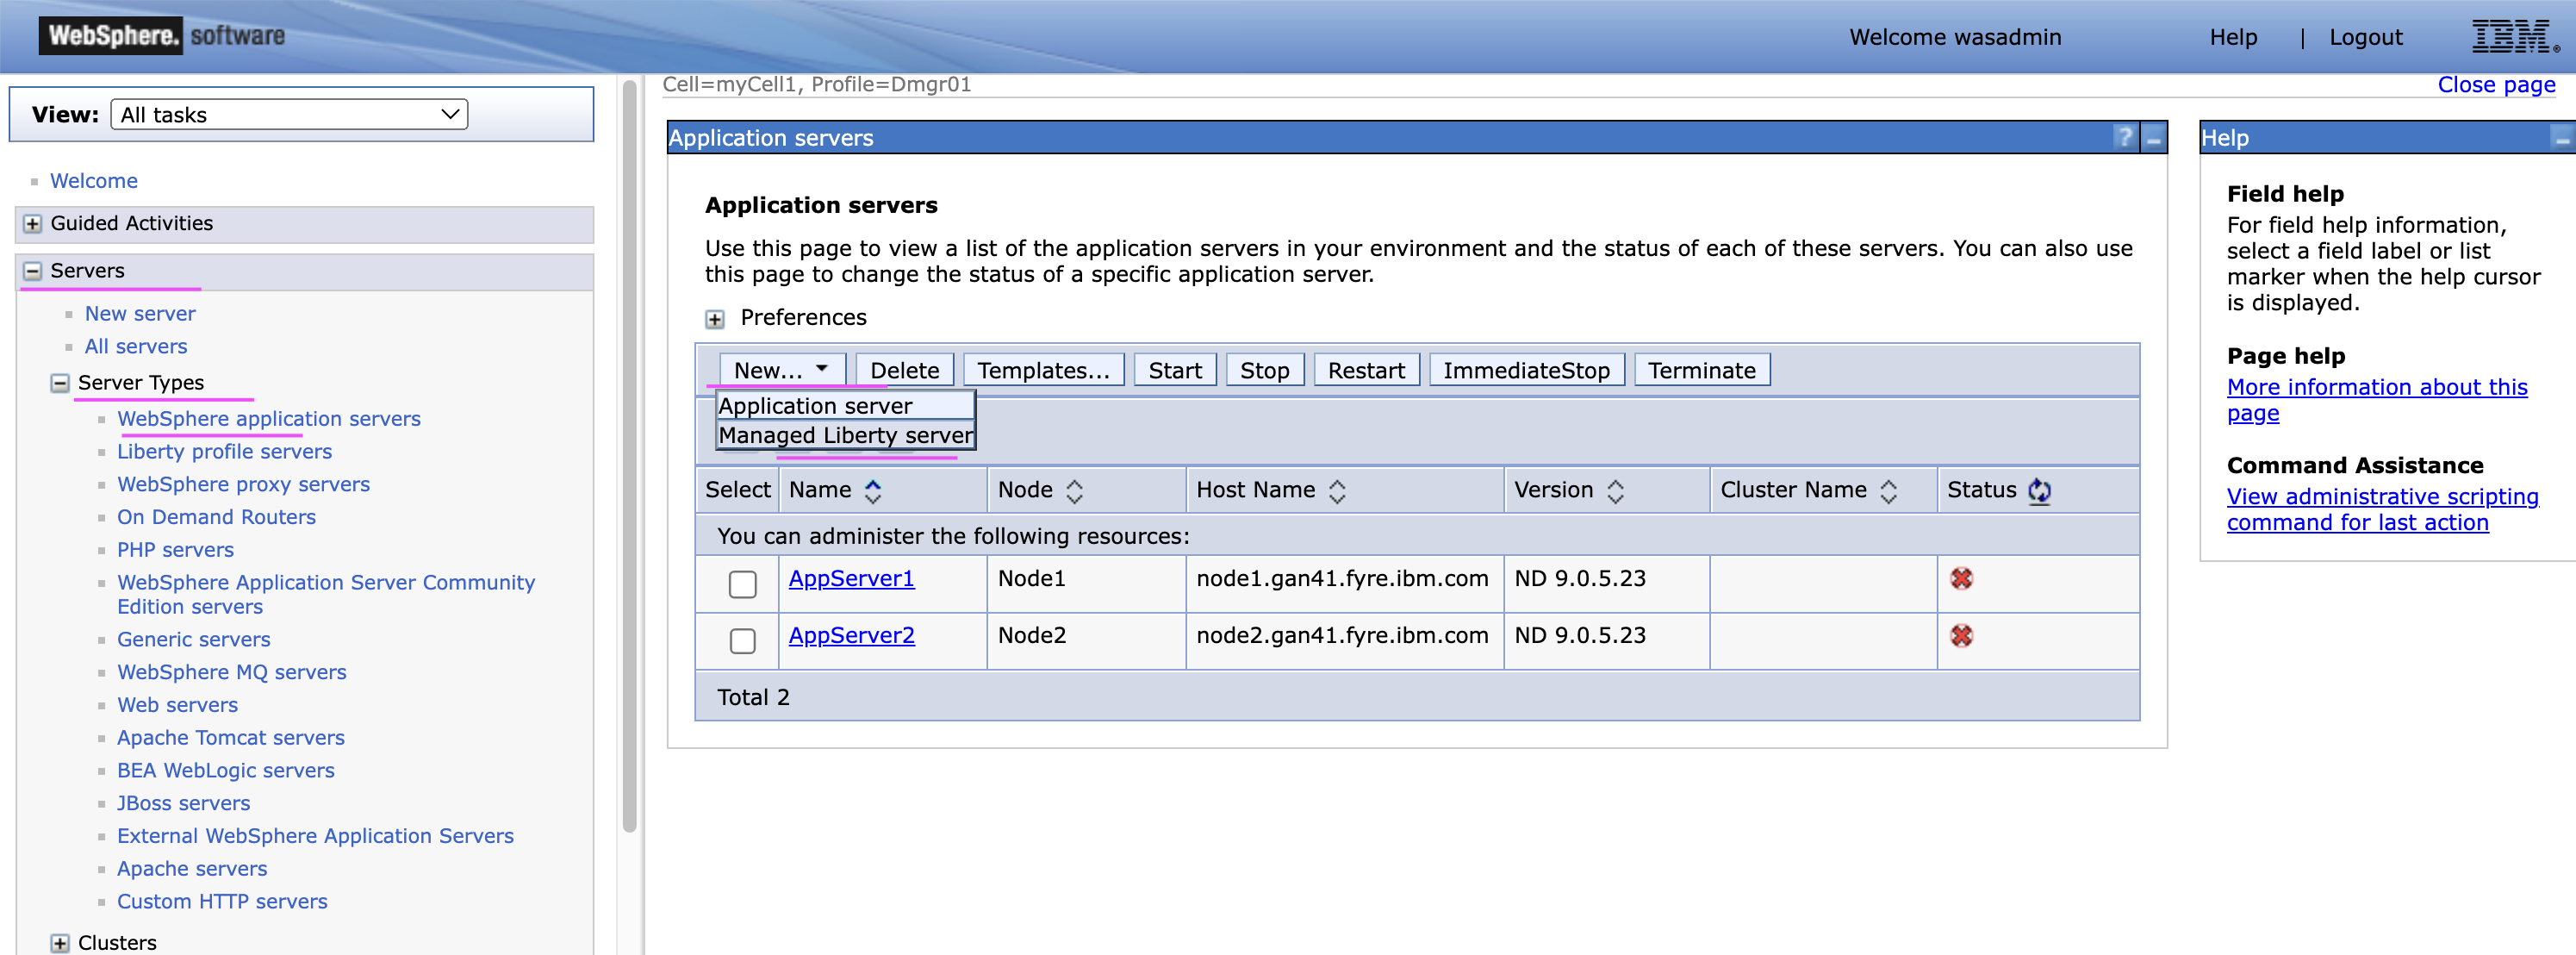 WebSphere. software
Welcome wasadmin
Help
|
Logout
IBM®
View: All tasks
Welcome
Guided Activities
Servers
New server
All servers
Server Types
WebSphere application servers
Liberty profile servers
WebSphere proxy servers
On Demand Routers
PHP servers
WebSphere Application Server Community
Edition servers
Generic servers
WebSphere MQ servers
Web servers
Apache Tomcat servers
BEA WebLogic servers
JBoss servers
External WebSphere Application Servers
Apache servers
Custom HTTP servers
Clusters
Cell=myCell1, Profile=Dmgr01
Close page
Application servers
?
Application servers
Use this page to view a list of the application servers in your environment and the status of each of these servers. You can also use
this page to change the status of a specific application server.
Preferences
New... Delete Templates... Start Stop Restart ImmediateStop Terminate
Application server
Managed Liberty server
Select Name Node Host Name Version Cluster Name Status
You can administer the following resources:
AppServer1 Node1 node1.gan41.fyre.ibm.com ND 9.0.5.23
AppServer2 Node2 node2.gan41.fyre.ibm.com ND 9.0.5.23
Total 2
Help
Field help
For field help information,
select a field label or list
marker when the help cursor
is displayed.
Page help
More information about this
page
Command Assistance
View administrative scripting
command for last action